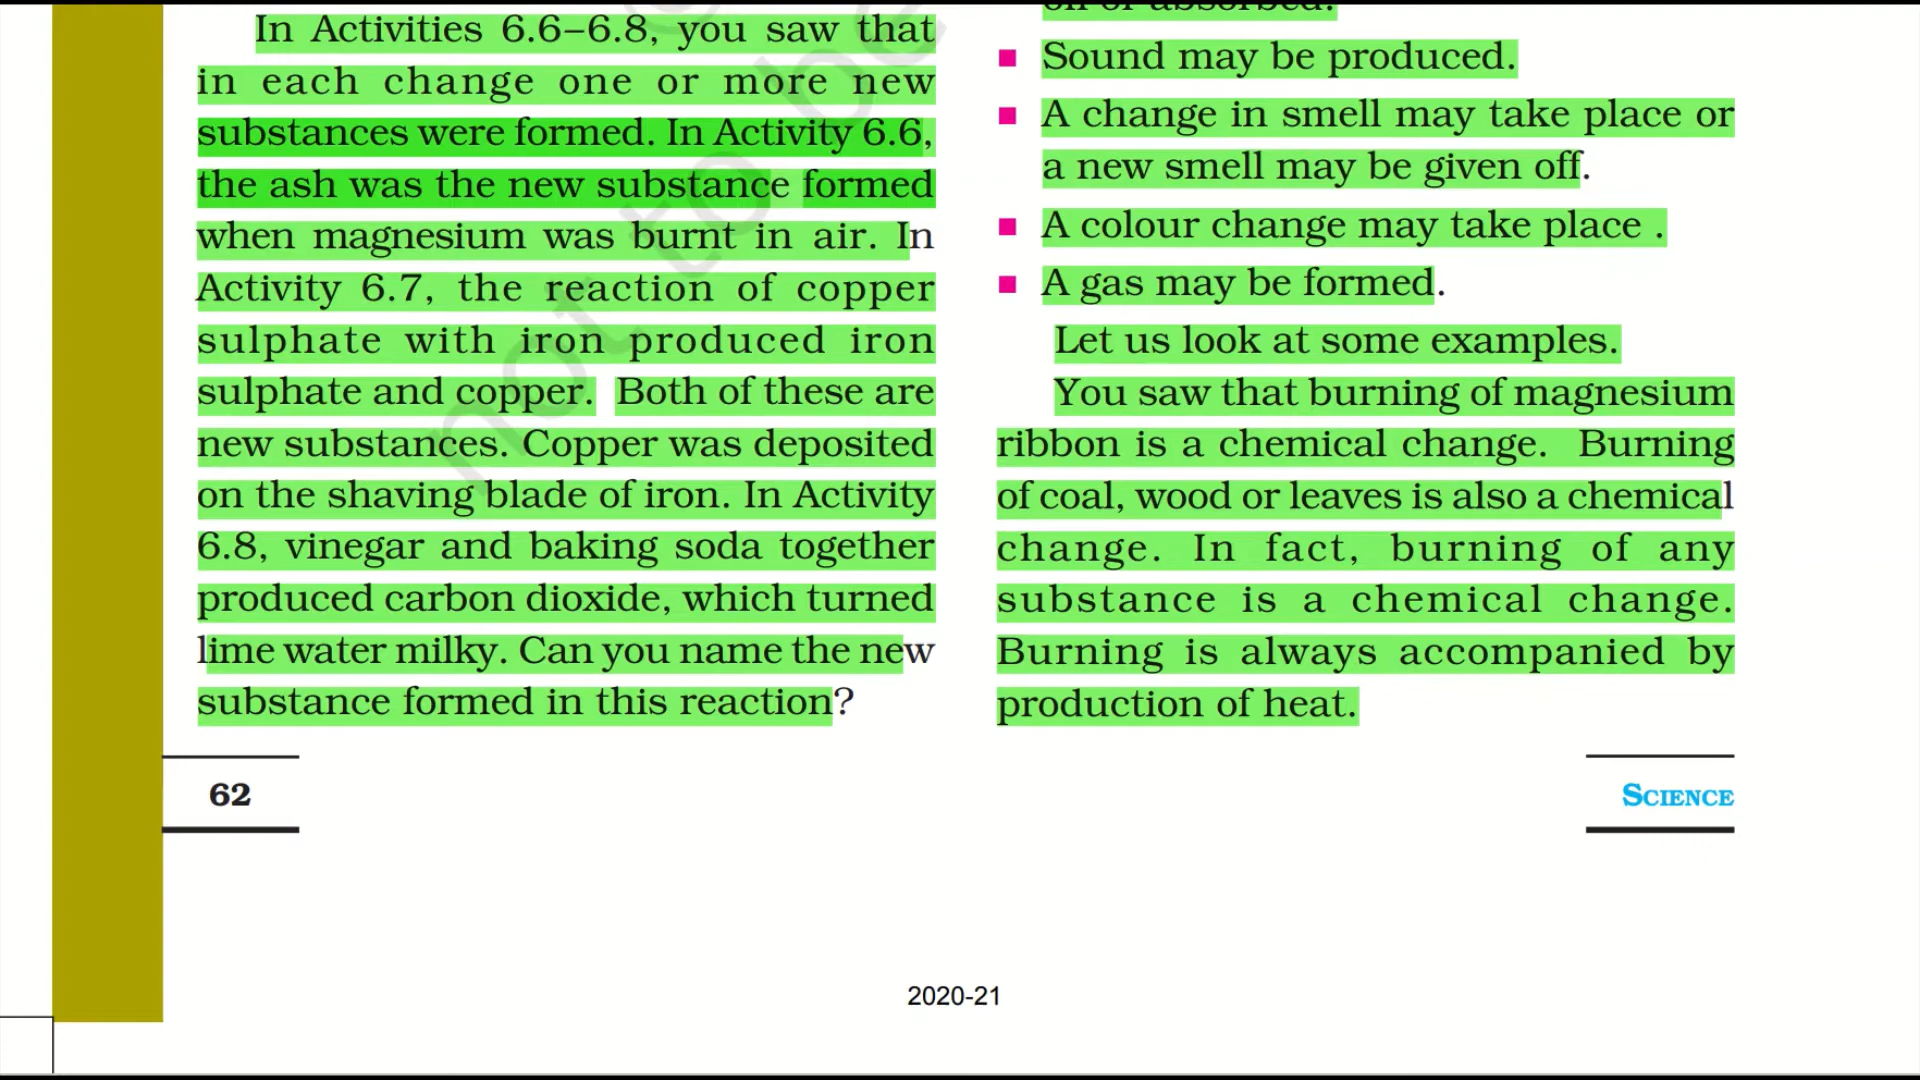 In Activities 6.6–6.8, you saw that
in each change one or more new
substances were formed. In Activity 6.6,
the ash was the new substance formed
when magnesium was burnt in air. In
Activity 6.7, the reaction of copper
sulphate with iron produced iron
sulphate and copper. Both of these are
new substances. Copper was deposited
on the shaving blade of iron. In Activity
6.8, vinegar and baking soda together
produced carbon dioxide, which turned
lime water milky. Can you name the new
substance formed in this reaction?
off or absorbed.
■ Sound may be produced.
■ A change in smell may take place or
a new smell may be given off.
■ A colour change may take place .
■ A gas may be formed.
Let us look at some examples.
You saw that burning of magnesium
ribbon is a chemical change. Burning
of coal, wood or leaves is also a chemical
change. In fact, burning of any
substance is a chemical change.
Burning is always accompanied by
production of heat.
not to be
62
SCIENCE
2020-21